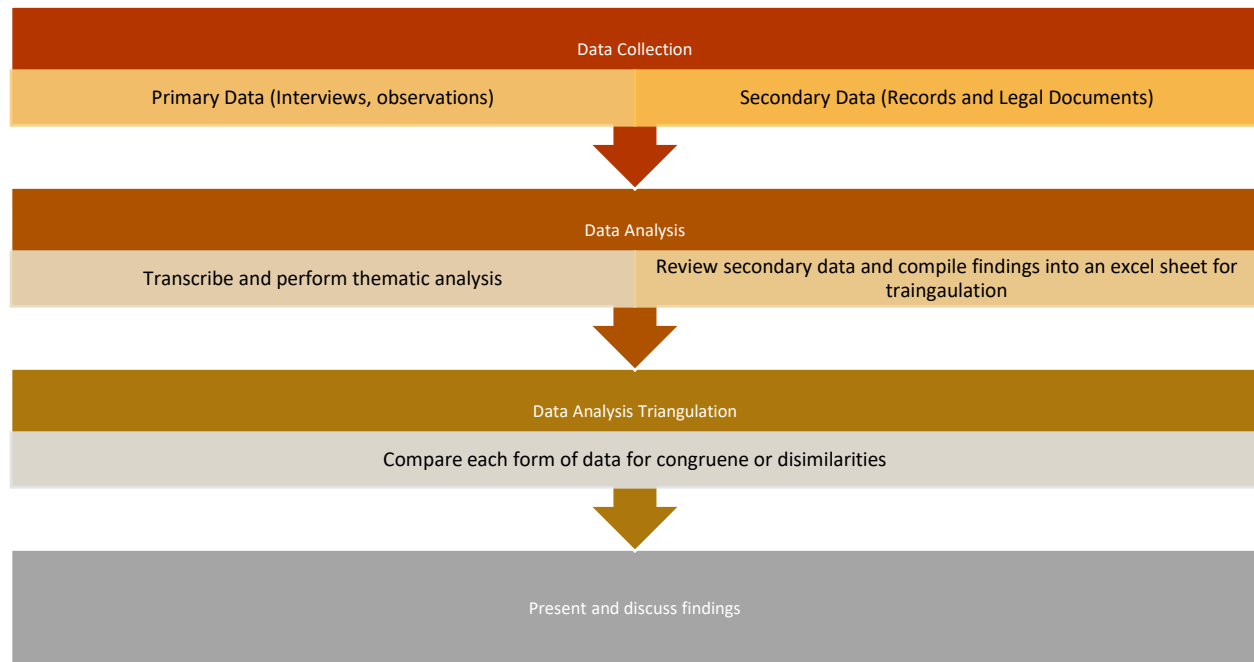 Data Collection
Primary Data (Interviews, observations)
Secondary Data (Records and Legal Documents)
Data Analysis
Transcribe and perform thematic analysis
Review secondary data and compile findings into an excel sheet for
traingaulation
Data Analysis Triangulation
Compare each form of data for congruene or disimilarities
Present and discuss findings